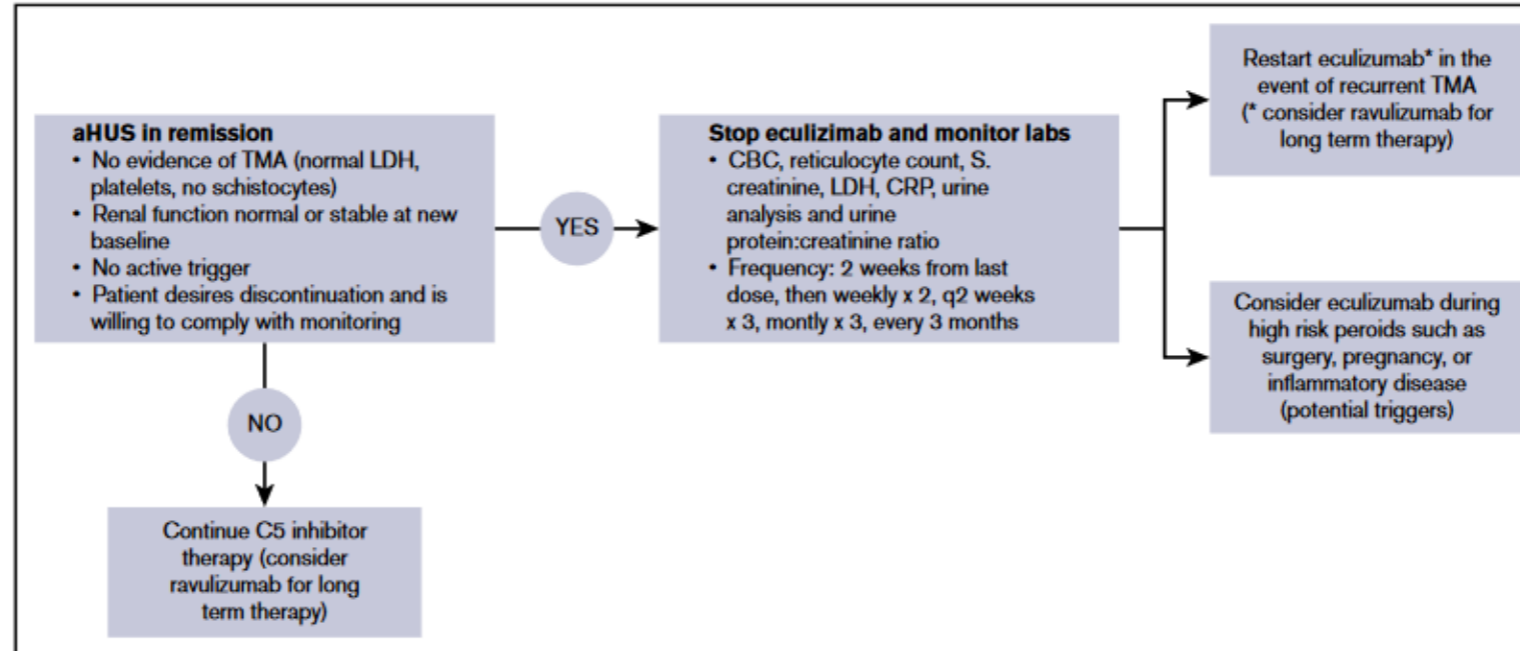 aHUS in remission
• No evidence of TMA (normal LDH,
platelets, no schistocytes)
• Renal function normal or stable at new
baseline
• No active trigger
• Patient desires discontinuation and is
willing to comply with monitoring
YES
Stop eculizimab and monitor labs
• CBC, reticulocyte count, S.
creatinine, LDH, CRP, urine
analysis and urine
protein:creatinine ratio
• Frequency: 2 weeks from last
dose, then weekly x 2, q2 weeks
x 3, montly x 3, every 3 months
Restart eculizumab* in the
event of recurrent TMA
(* consider ravulizumab for
long term therapy)
Consider eculizumab during
high risk peroids such as
surgery, pregnancy, or
inflammatory disease
(potential triggers)
NO
Continue C5 inhibitor
therapy (consider
ravulizumab for long
term therapy)